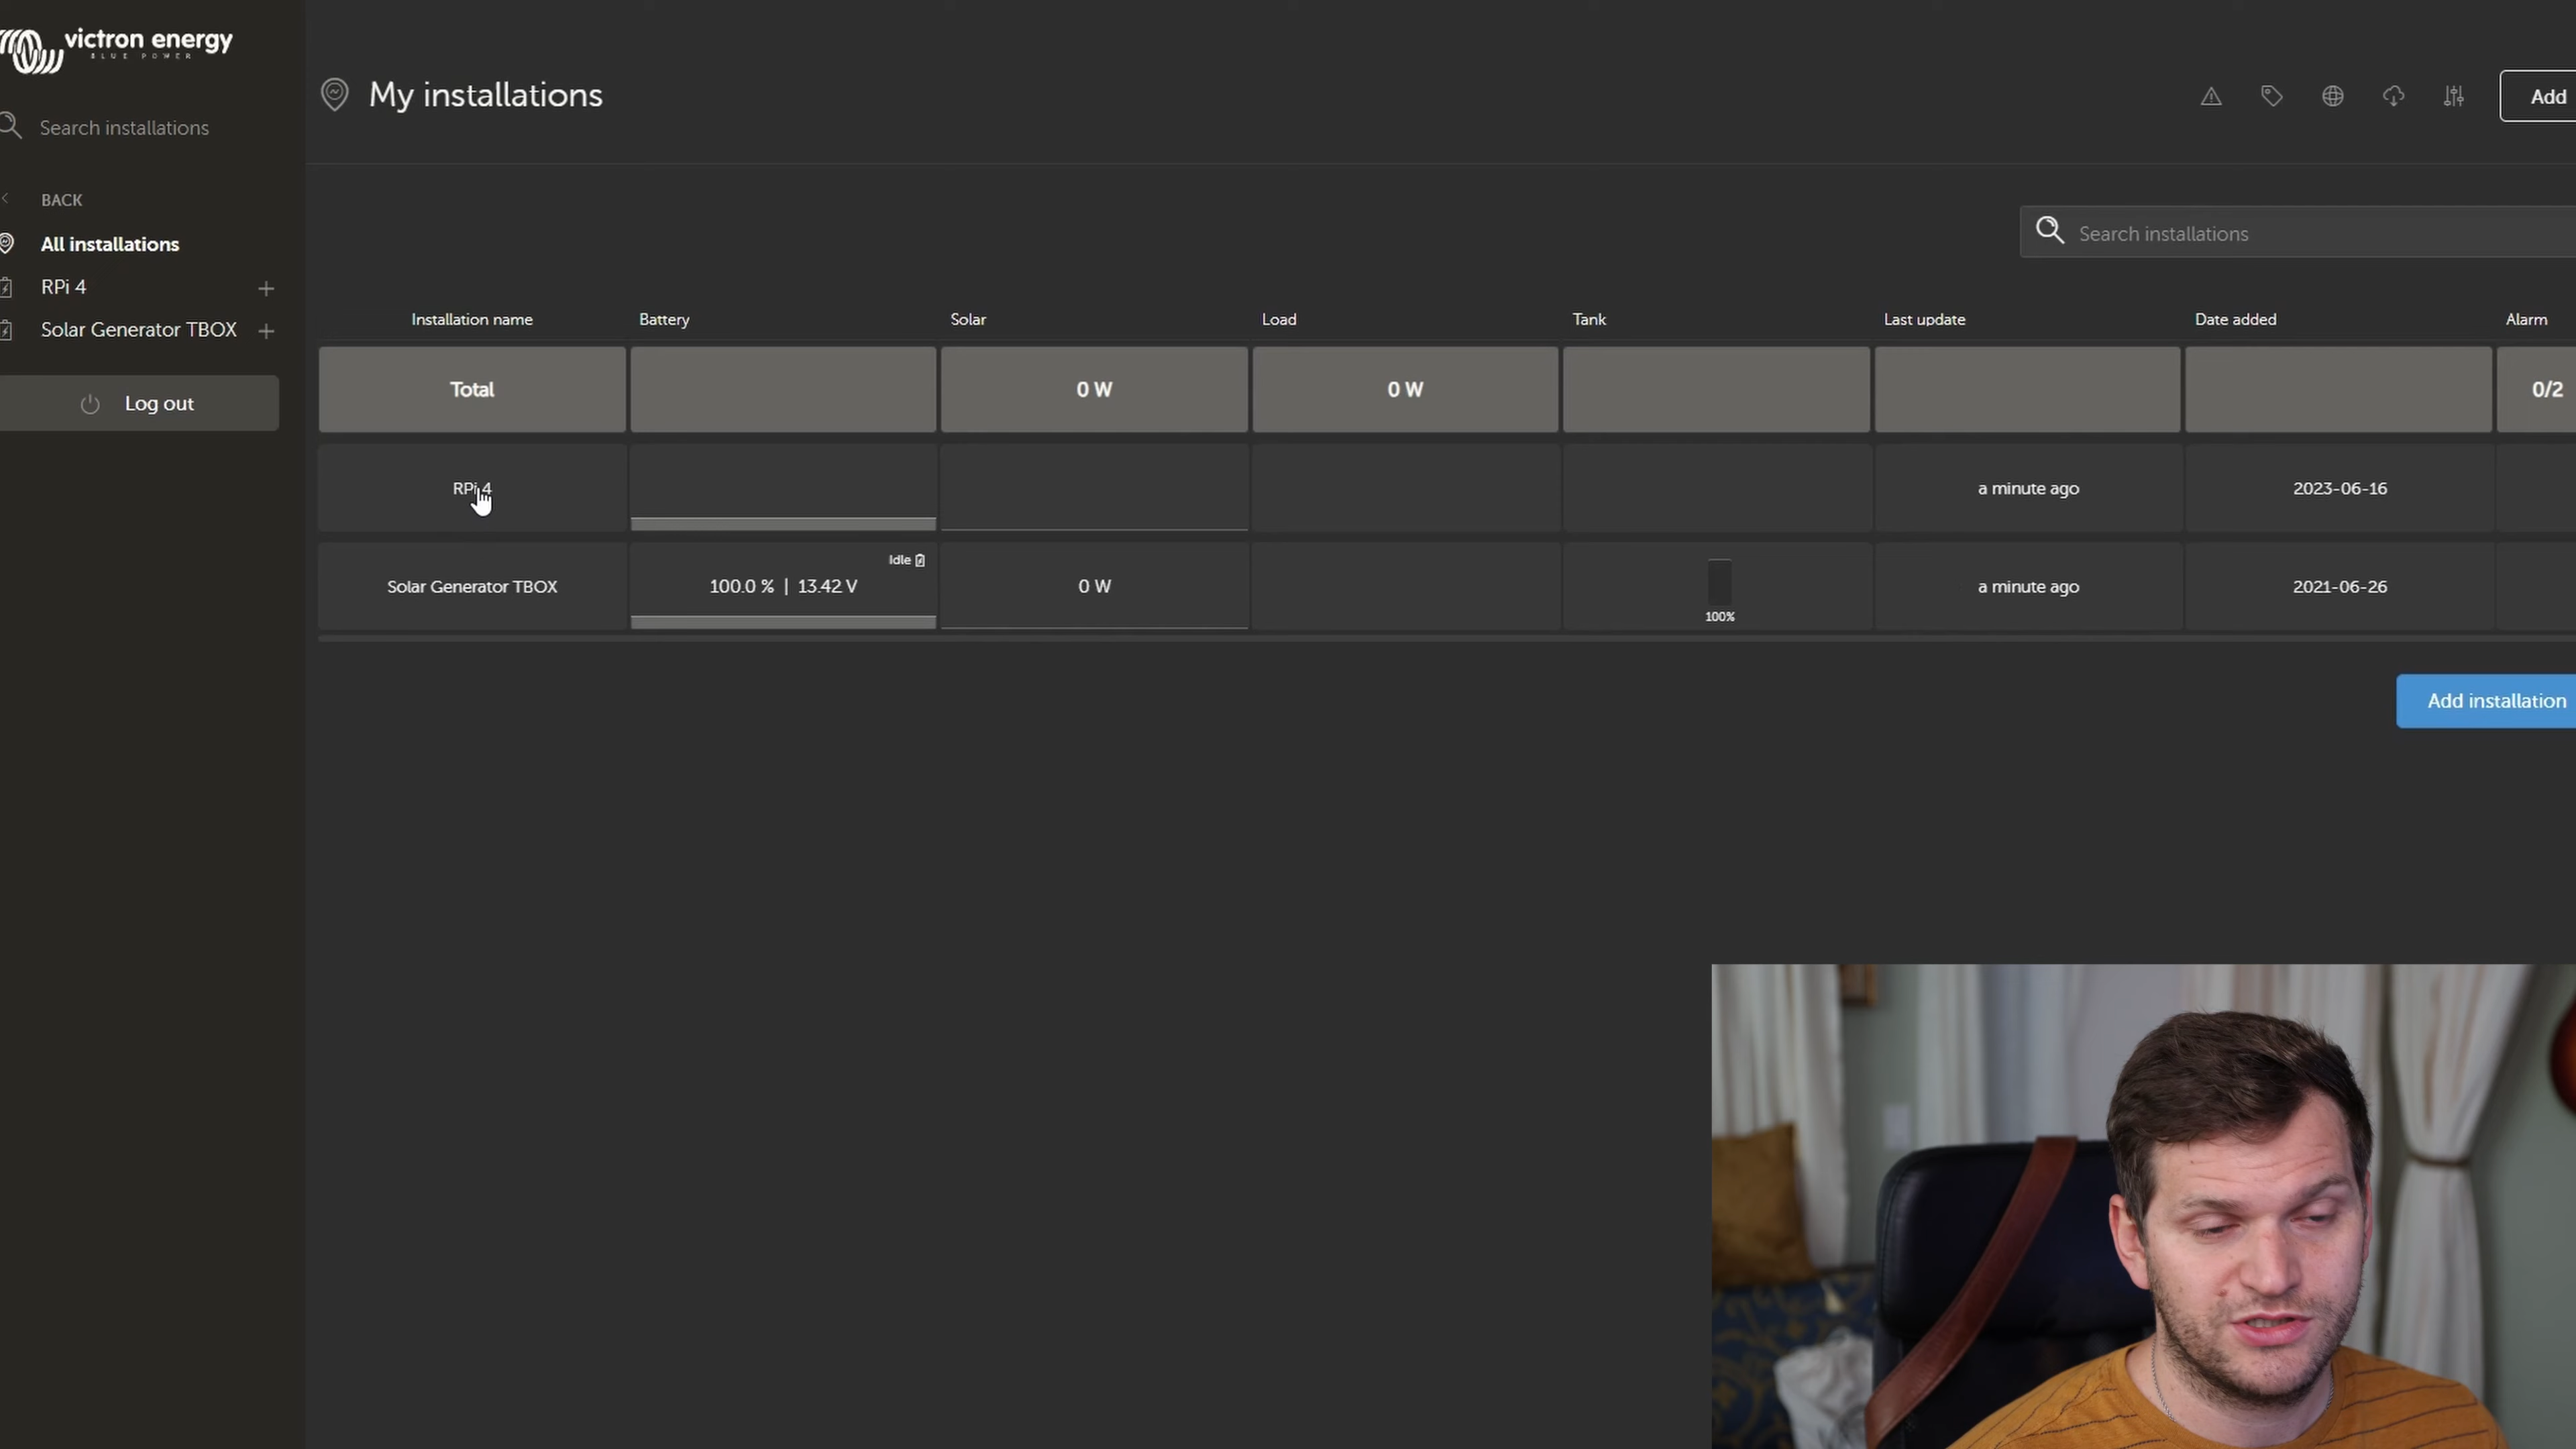 victron energy
BLUE POWER
Search installations
BACK
All installations
RPi 4
Solar Generator TBOX
Log out
My installations
Add
Search installations
Installation name Battery Solar Load Tank Last update Date added Alarm
Total 0 W 0 W 0/2
RPi 4 a minute ago 2023-06-16
Idle
Solar Generator TBOX 100.0 % | 13.42 V 0 W a minute ago 2021-06-26
100%
Add installation